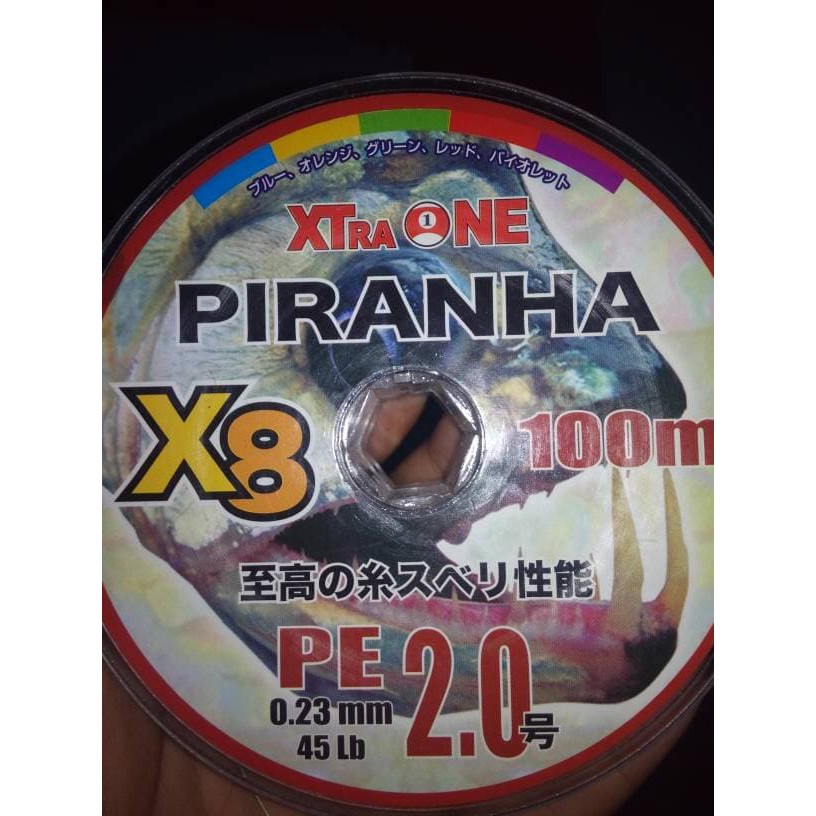 ブルー、オレンジ、グリーン、レッド、バイオレット
XTRA 1 ONE
PIRANHA
X8
100m
至高の糸スベリ性能
PE 2.0号
0.23 mm
45 Lb